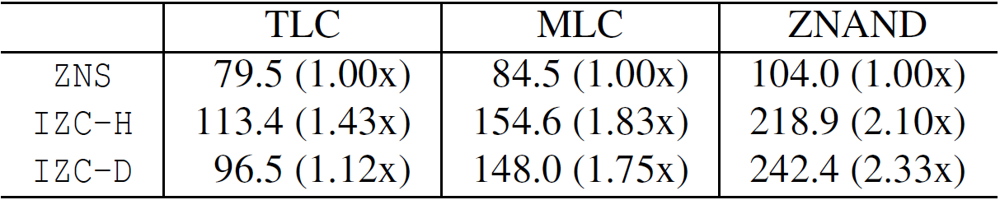 TLC MLC ZNAND
ZNS 79.5 (1.00x) 84.5 (1.00x) 104.0 (1.00x)
IZC-H 113.4 (1.43x) 154.6 (1.83x) 218.9 (2.10x)
IZC-D 96.5 (1.12x) 148.0 (1.75x) 242.4 (2.33x)